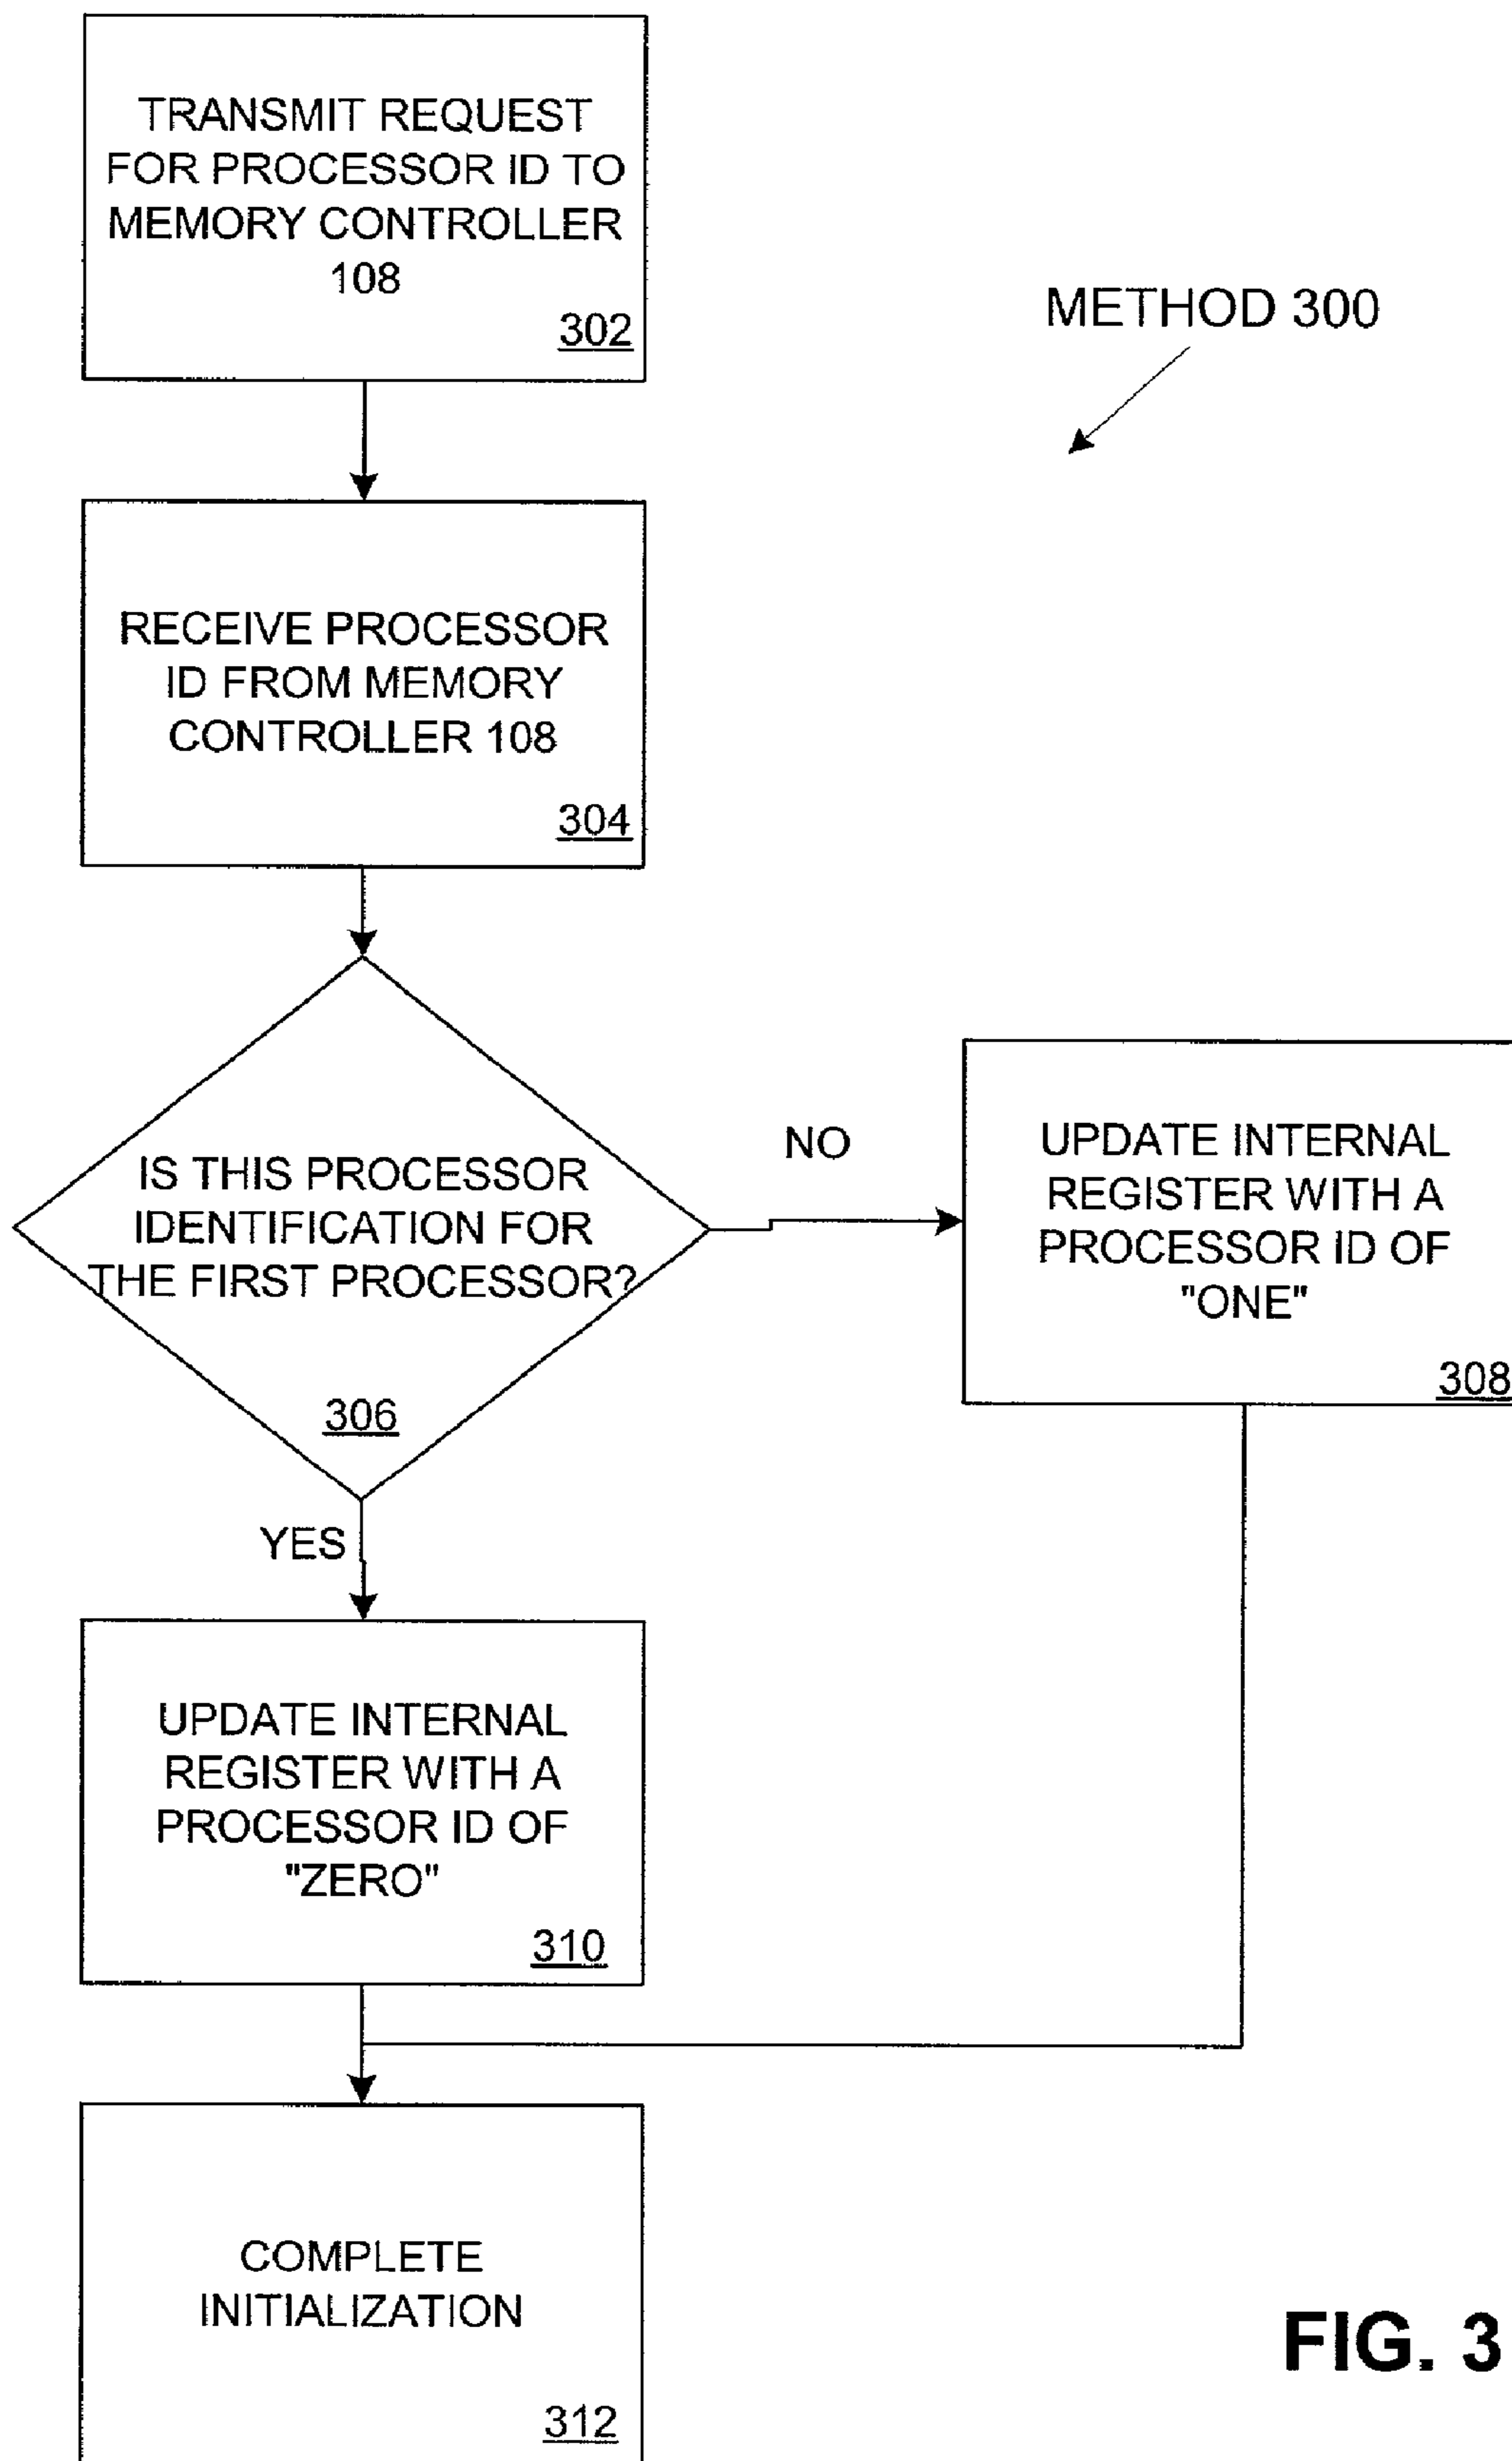 TRANSMIT REQUEST
FOR PROCESSOR ID TO
MEMORY CONTROLLER
108
302
METHOD 300
RECEIVE PROCESSOR
ID FROM MEMORY
CONTROLLER 108
304
IS THIS PROCESSOR
IDENTIFICATION FOR
THE FIRST PROCESSOR?
306
NO
UPDATE INTERNAL
REGISTER WITH A
PROCESSOR ID OF
"ONE"
308
YES
UPDATE INTERNAL
REGISTER WITH A
PROCESSOR ID OF
"ZERO"
310
COMPLETE
INITIALIZATION
312
FIG. 3